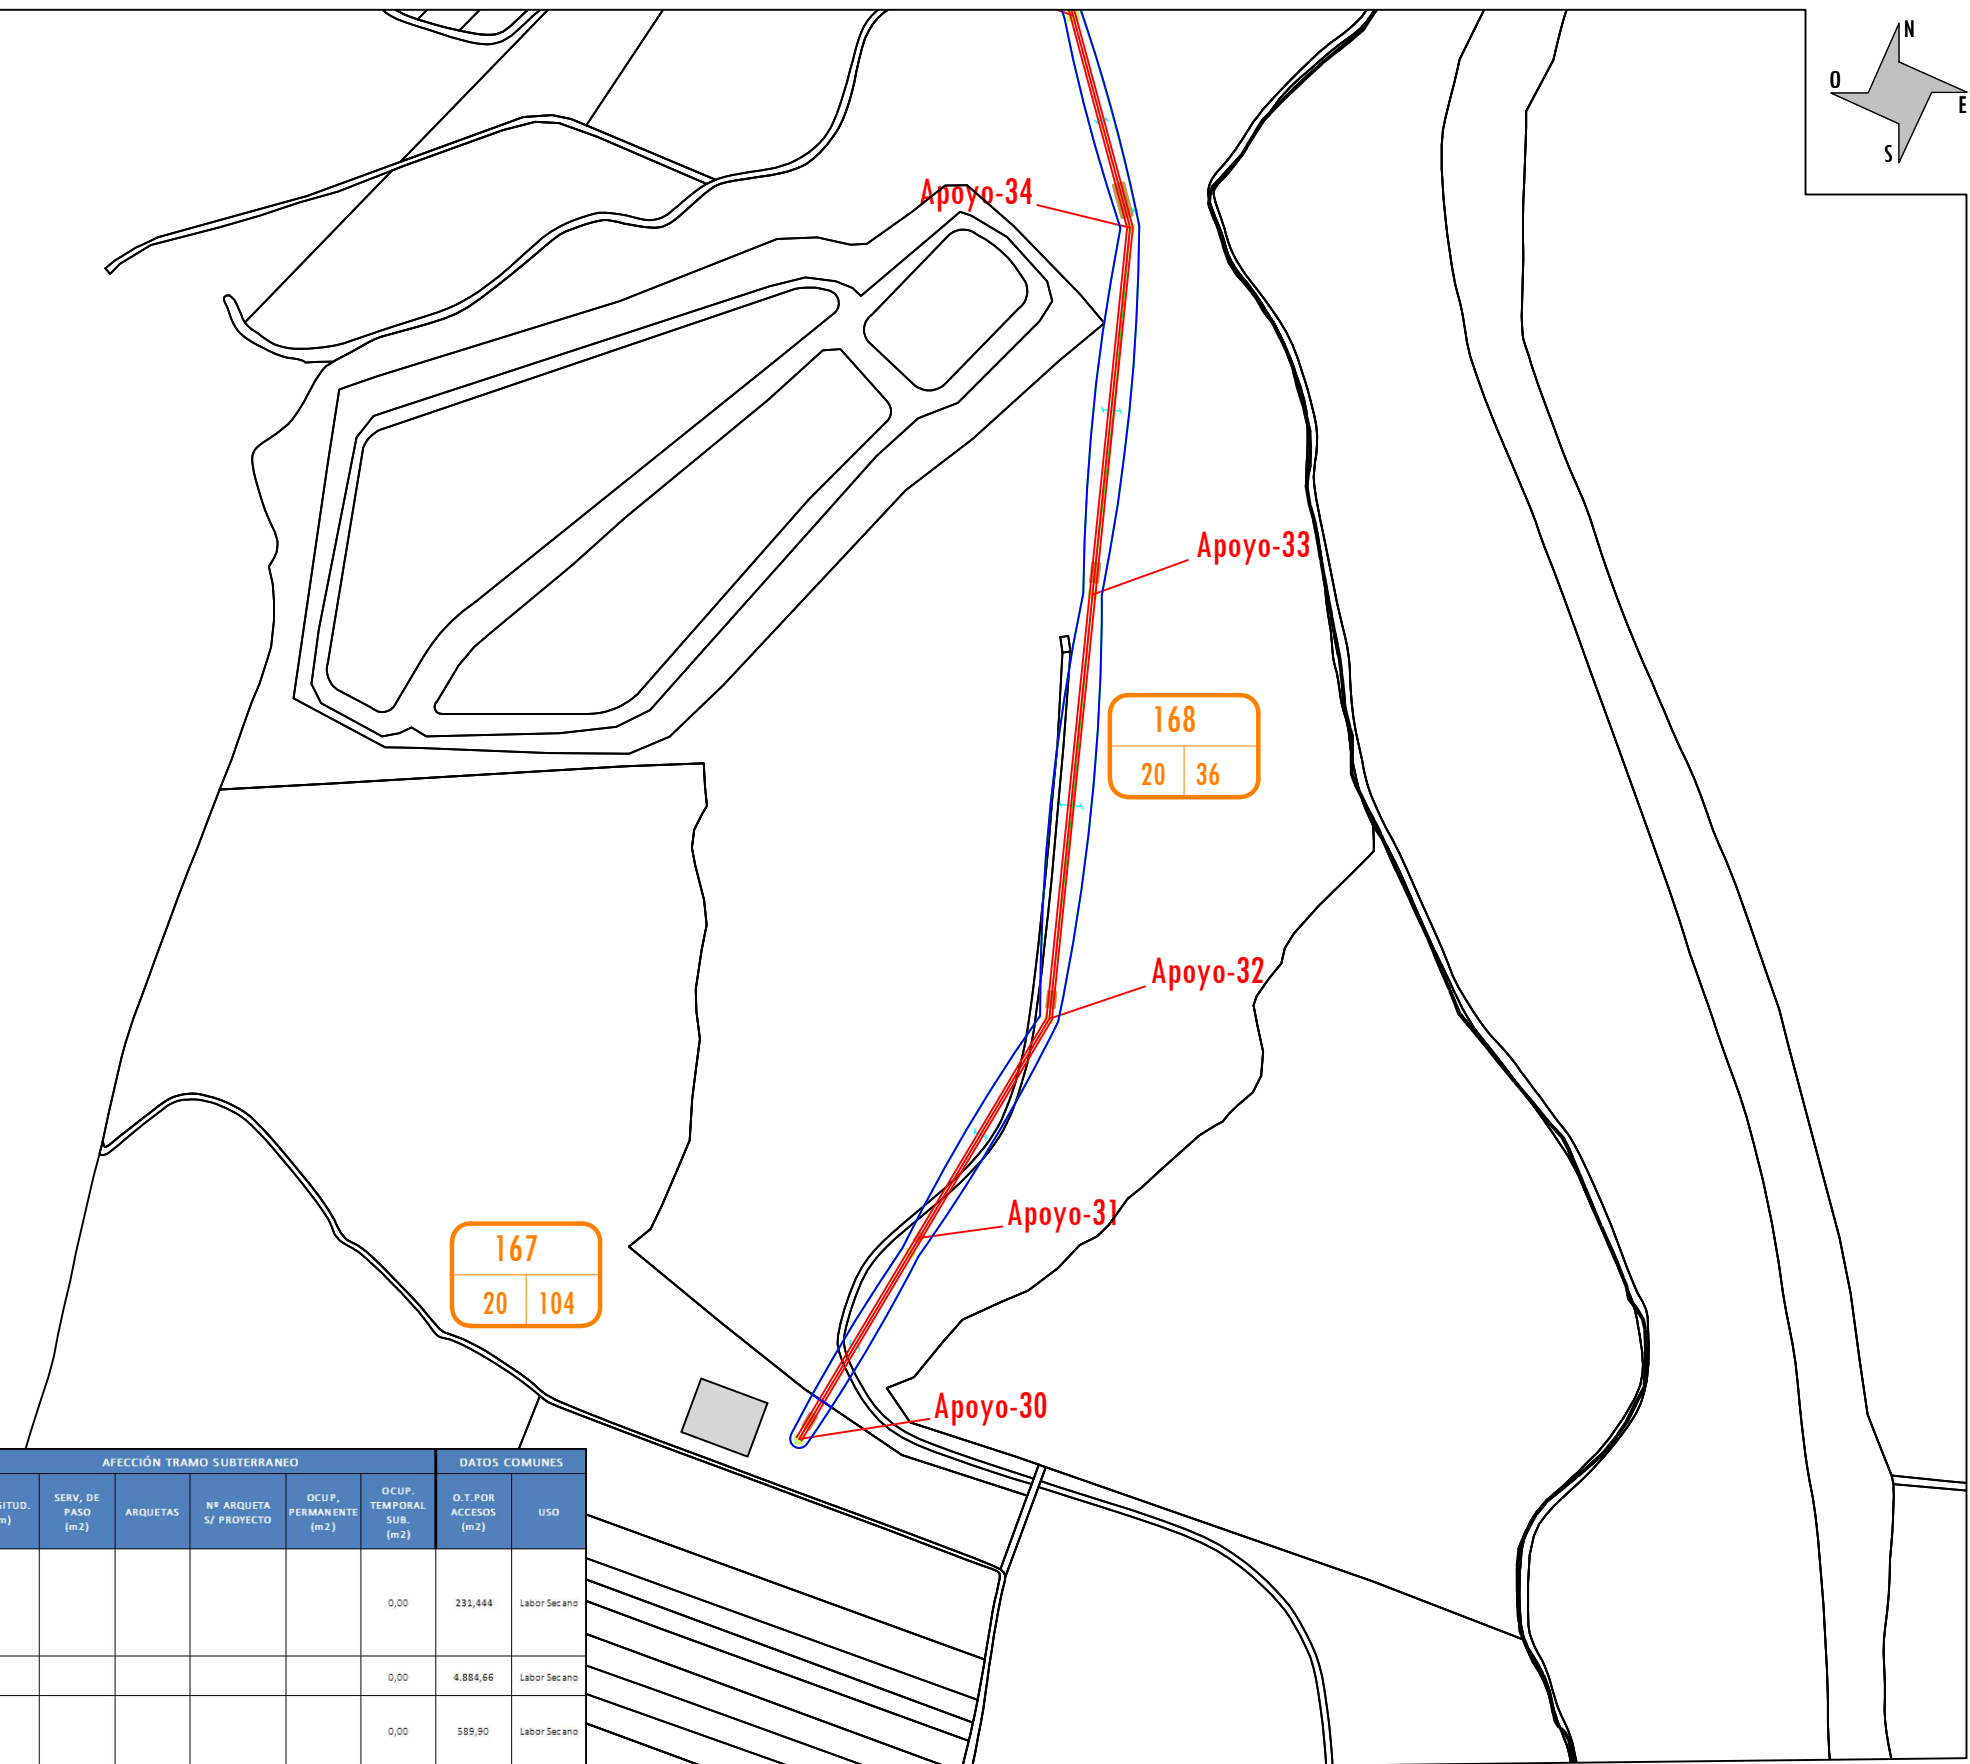 N
O
E
S
Apoyo-34
Apoyo-33
168
20 36
Apoyo-32
Apoyo-31
167
20 104
Apoyo-30
AFECCIÓN TRAMO SUBTERRANEO
DATOS COMUNES
SERV, DE
PASO
(m2)
ARQUETAS
Nº ARQUETA
S/ PROYECTO
OCUP,
PERMANENTE
(m2)
OCUP.
TEMPORAL
SUB.
(m2)
O.T.POR
ACCESOS
(m2)
USO
0,00 231,444 Labor Secano
0,00 4.884,66 Labor Secano
0,00 589,90 Labor Secano